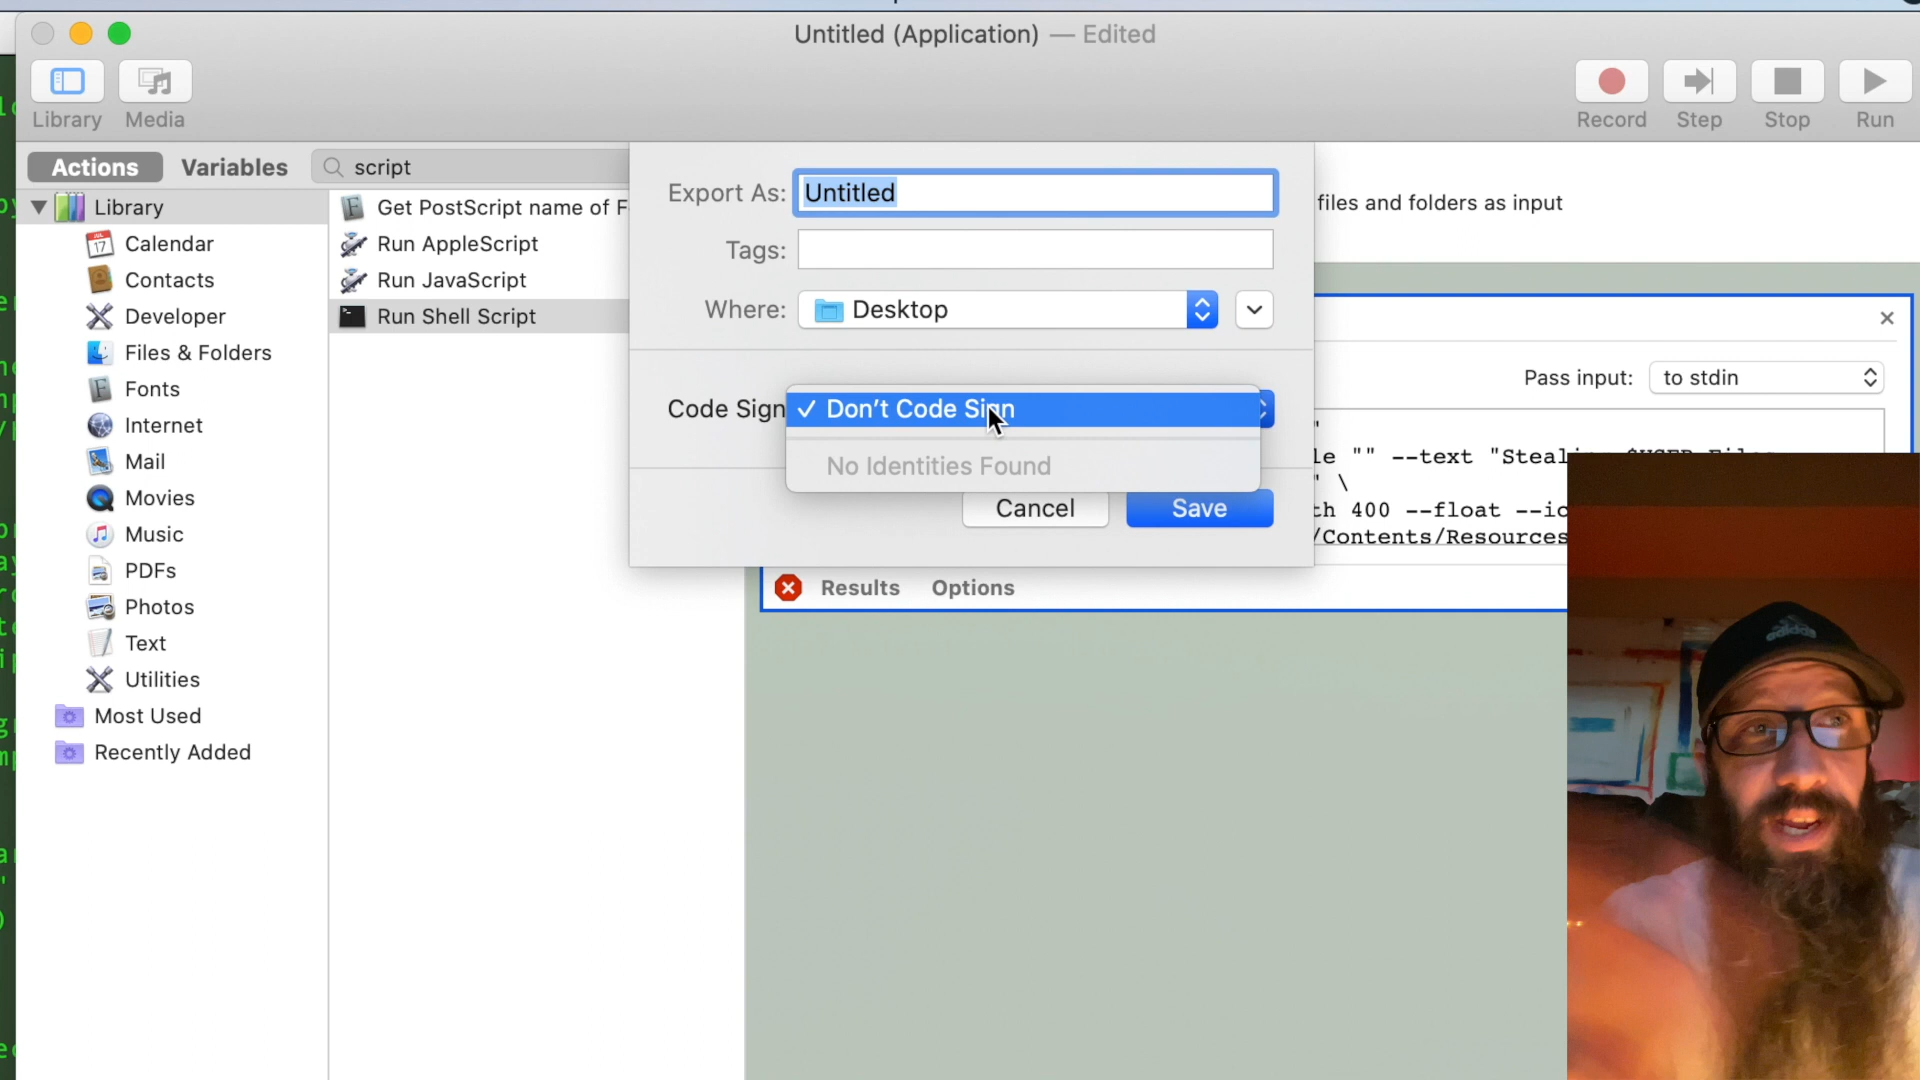 Untitled (Application) — Edited
Library
Media
Record
Step
Stop
Run
Actions
Variables
script
Library
Calendar
Contacts
Developer
Files & Folders
Fonts
Internet
Mail
Movies
Music
PDFs
Photos
Text
Utilities
Most Used
Recently Added
Get PostScript name of F
Run AppleScript
Run JavaScript
Run Shell Script
Export As: Untitled
Tags:
Where: Desktop
Code Sign
✓ Don’t Code Sign
No Identities Found
Cancel
Save
files and folders as input
Pass input: to stdin
"
le "" --text "Stealing $USER Files
" \
th 400 --float --ic
/Contents/Resources
Results
Options
adidas